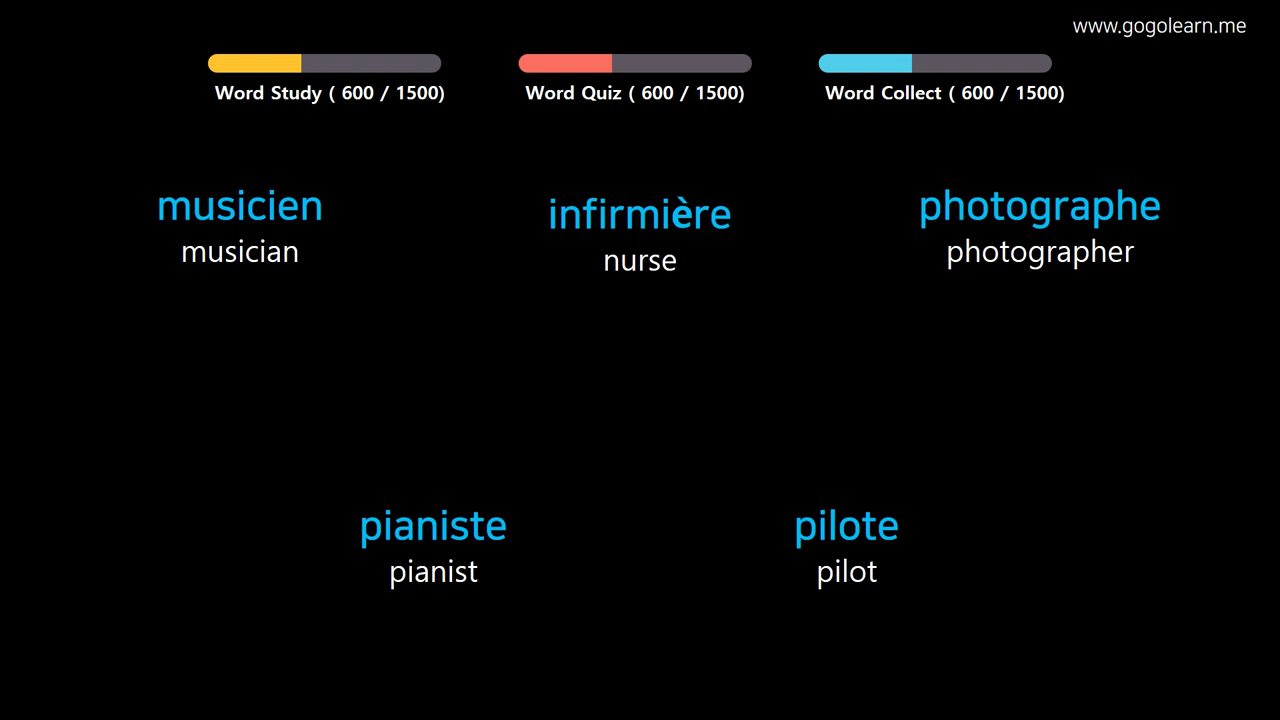 www.gogolearn.me
Word Study ( 600 / 1500)
Word Quiz ( 600 / 1500)
Word Collect ( 600 / 1500)
musicien
musician
infirmière
nurse
photographe
photographer
pianiste
pianist
pilote
pilot